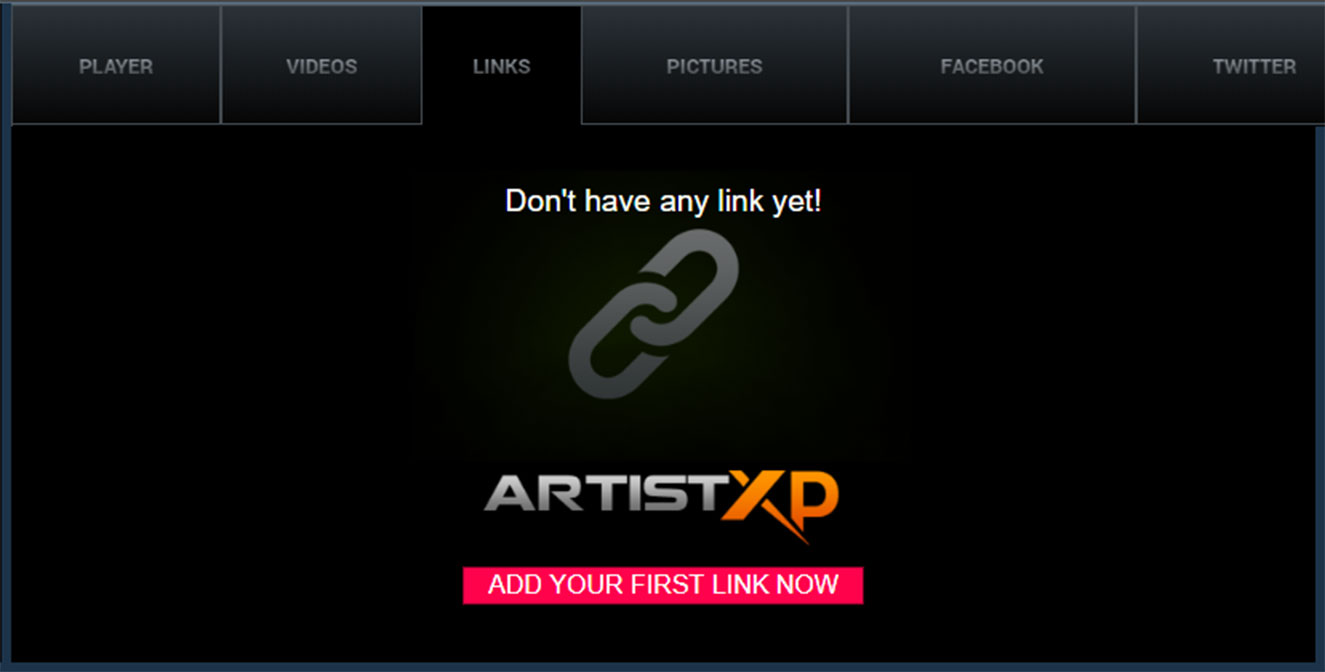 PLAYER VIDEOS LINKS PICTURES FACEBOOK TWITTER
Don't have any link yet!
ARTISTXP
ADD YOUR FIRST LINK NOW